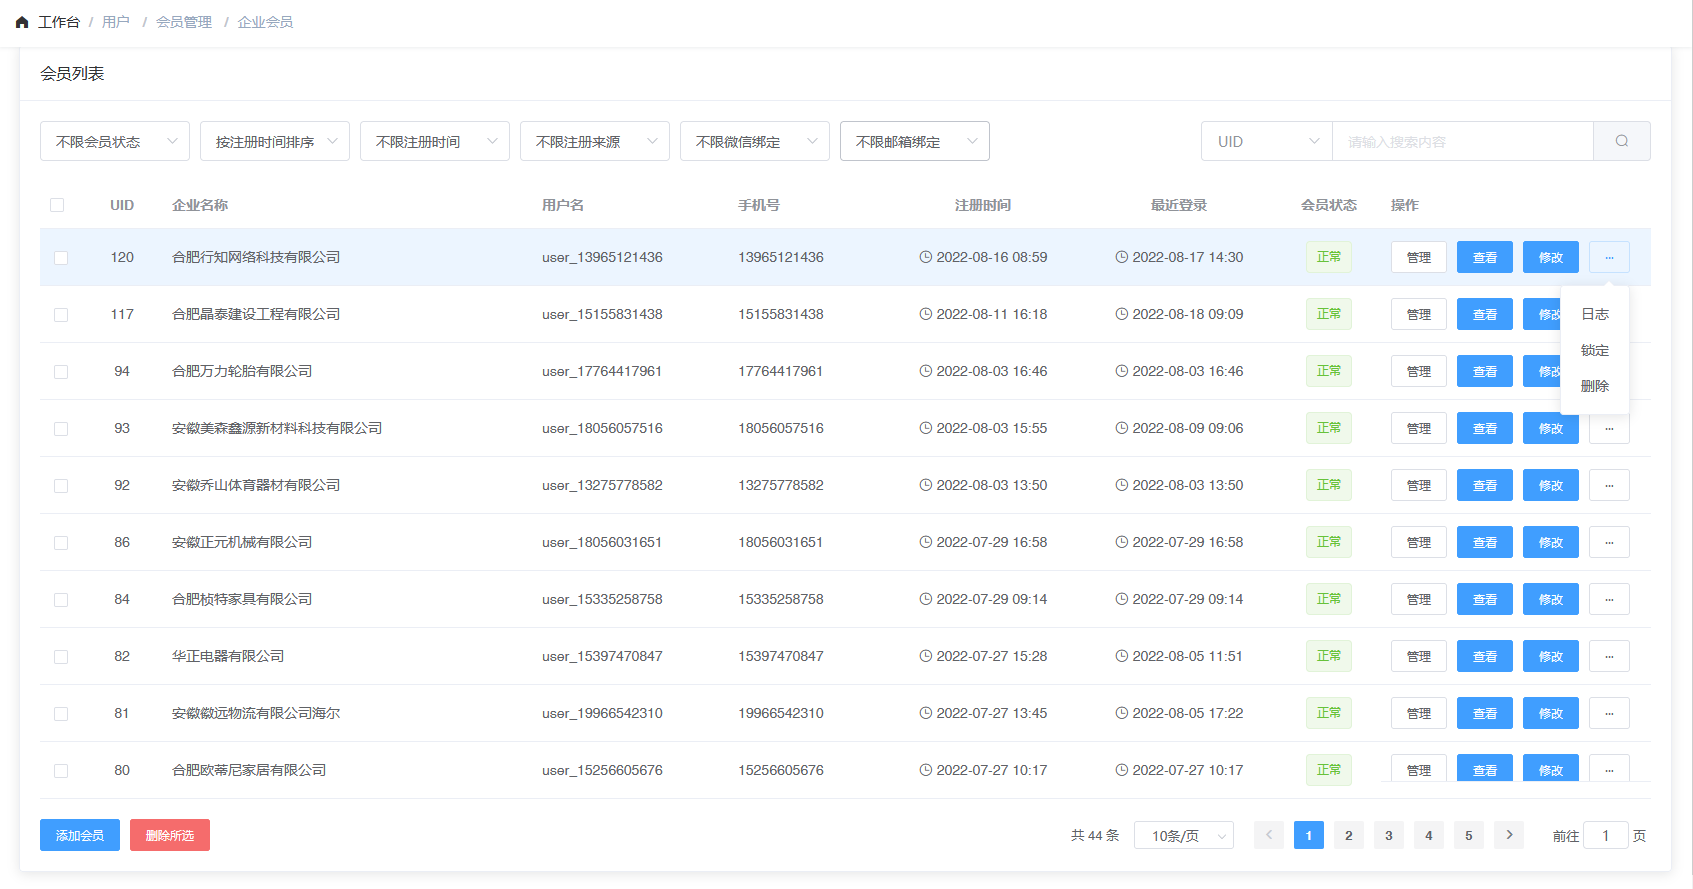 工作台 / 用户 / 会员管理 / 企业会员
会员列表
不限会员状态 按注册时间排序 不限注册时间 不限注册来源 不限微信绑定 不限邮箱绑定 UID 请输入搜索内容
UID 企业名称 用户名 手机号 注册时间 最近登录 会员状态 操作
120 合肥行知网络科技有限公司 user_13965121436 13965121436 2022-08-16 08:59 2022-08-17 14:30 正常 管理 查看 修改 ...
117 合肥晶泰建设工程有限公司 user_15155831438 15155831438 2022-08-11 16:18 2022-08-18 09:09 正常 管理 查看 修改
日志
锁定
删除
94 合肥万力轮胎有限公司 user_17764417961 17764417961 2022-08-03 16:46 2022-08-03 16:46 正常 管理 查看 修改
93 安徽美森鑫源新材料科技有限公司 user_18056057516 18056057516 2022-08-03 15:55 2022-08-09 09:06 正常 管理 查看 修改 ...
92 安徽乔山体育器材有限公司 user_13275778582 13275778582 2022-08-03 13:50 2022-08-03 13:50 正常 管理 查看 修改 ...
86 安徽正元机械有限公司 user_18056031651 18056031651 2022-07-29 16:58 2022-07-29 16:58 正常 管理 查看 修改 ...
84 合肥桢特家具有限公司 user_15335258758 15335258758 2022-07-29 09:14 2022-07-29 09:14 正常 管理 查看 修改 ...
82 华正电器有限公司 user_15397470847 15397470847 2022-07-27 15:28 2022-08-05 11:51 正常 管理 查看 修改 ...
81 安徽徽远物流有限公司海尔 user_19966542310 19966542310 2022-07-27 13:45 2022-08-05 17:22 正常 管理 查看 修改 ...
80 合肥欧蒂尼家居有限公司 user_15256605676 15256605676 2022-07-27 10:17 2022-07-27 10:17 正常 管理 查看 修改 ...
添加会员 删除所选 共 44 条 10条/页 1 2 3 4 5 前往 1 页